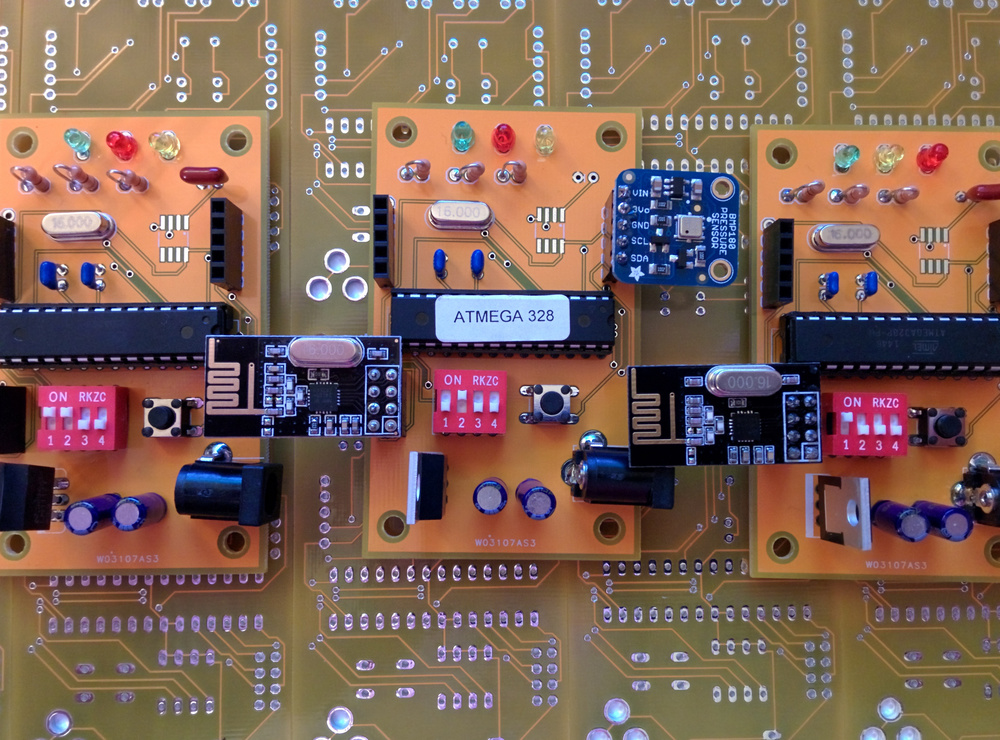 16.000
ON RKZC
1 2 3 4
W03107AS3
16.000
ATMEGA 328
ON RKZC
1 2 3 4
W03107AS3
VIN
3Vo
GND
SCL
SDA
BMP180
PRESSURE
SENSOR
16.000
16.000
ATMEL
ON RKZC
1 2 3 4
W03107AS3